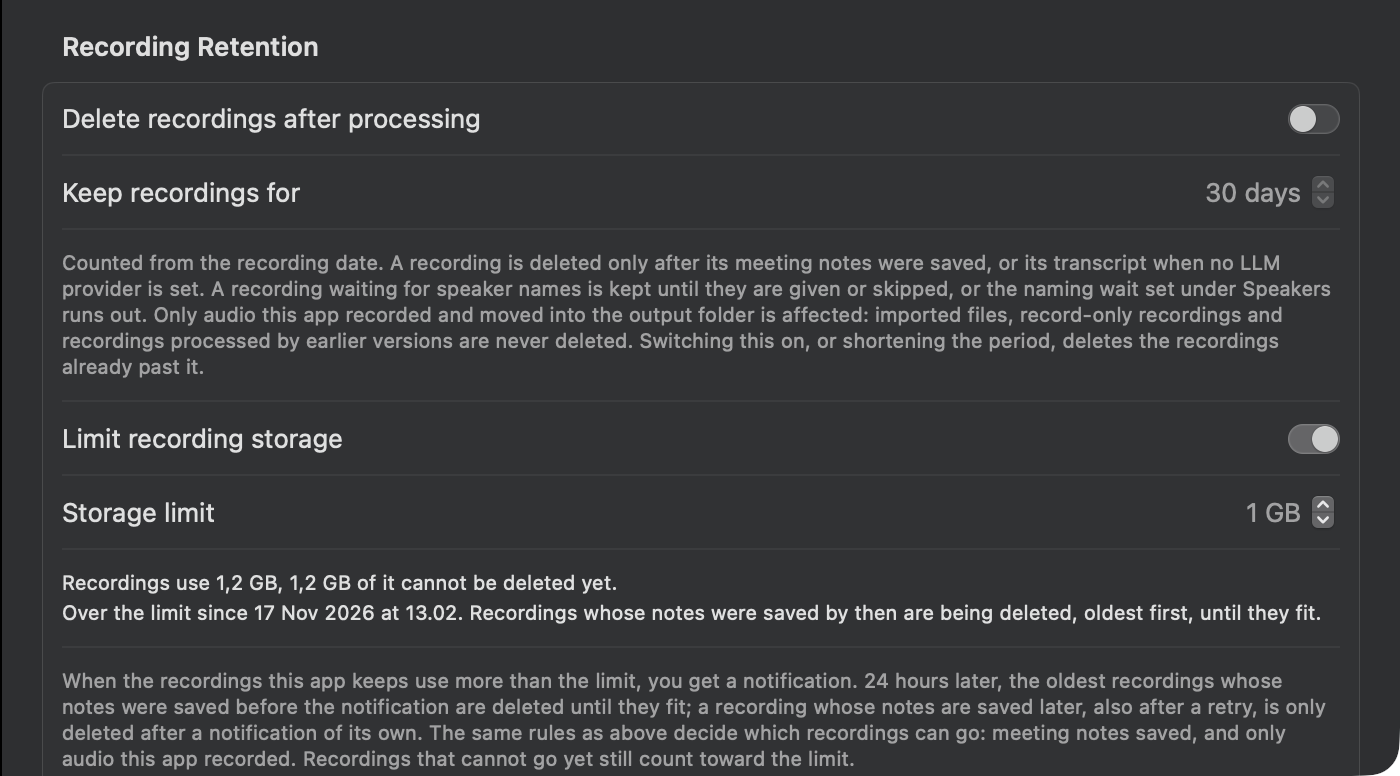 Recording Retention
Delete recordings after processing
Keep recordings for
30 days
Counted from the recording date. A recording is deleted only after its meeting notes were saved, or its transcript when no LLM
provider is set. A recording waiting for speaker names is kept until they are given or skipped, or the naming wait set under Speakers
runs out. Only audio this app recorded and moved into the output folder is affected: imported files, record-only recordings and
recordings processed by earlier versions are never deleted. Switching this on, or shortening the period, deletes the recordings
already past it.
Limit recording storage
Storage limit
1 GB
Recordings use 1,2 GB, 1,2 GB of it cannot be deleted yet.
Over the limit since 17 Nov 2026 at 13.02. Recordings whose notes were saved by then are being deleted, oldest first, until they fit.
When the recordings this app keeps use more than the limit, you get a notification. 24 hours later, the oldest recordings whose
notes were saved before the notification are deleted until they fit; a recording whose notes are saved later, also after a retry, is only
deleted after a notification of its own. The same rules as above decide which recordings can go: meeting notes saved, and only
audio this app recorded. Recordings that cannot go yet still count toward the limit.